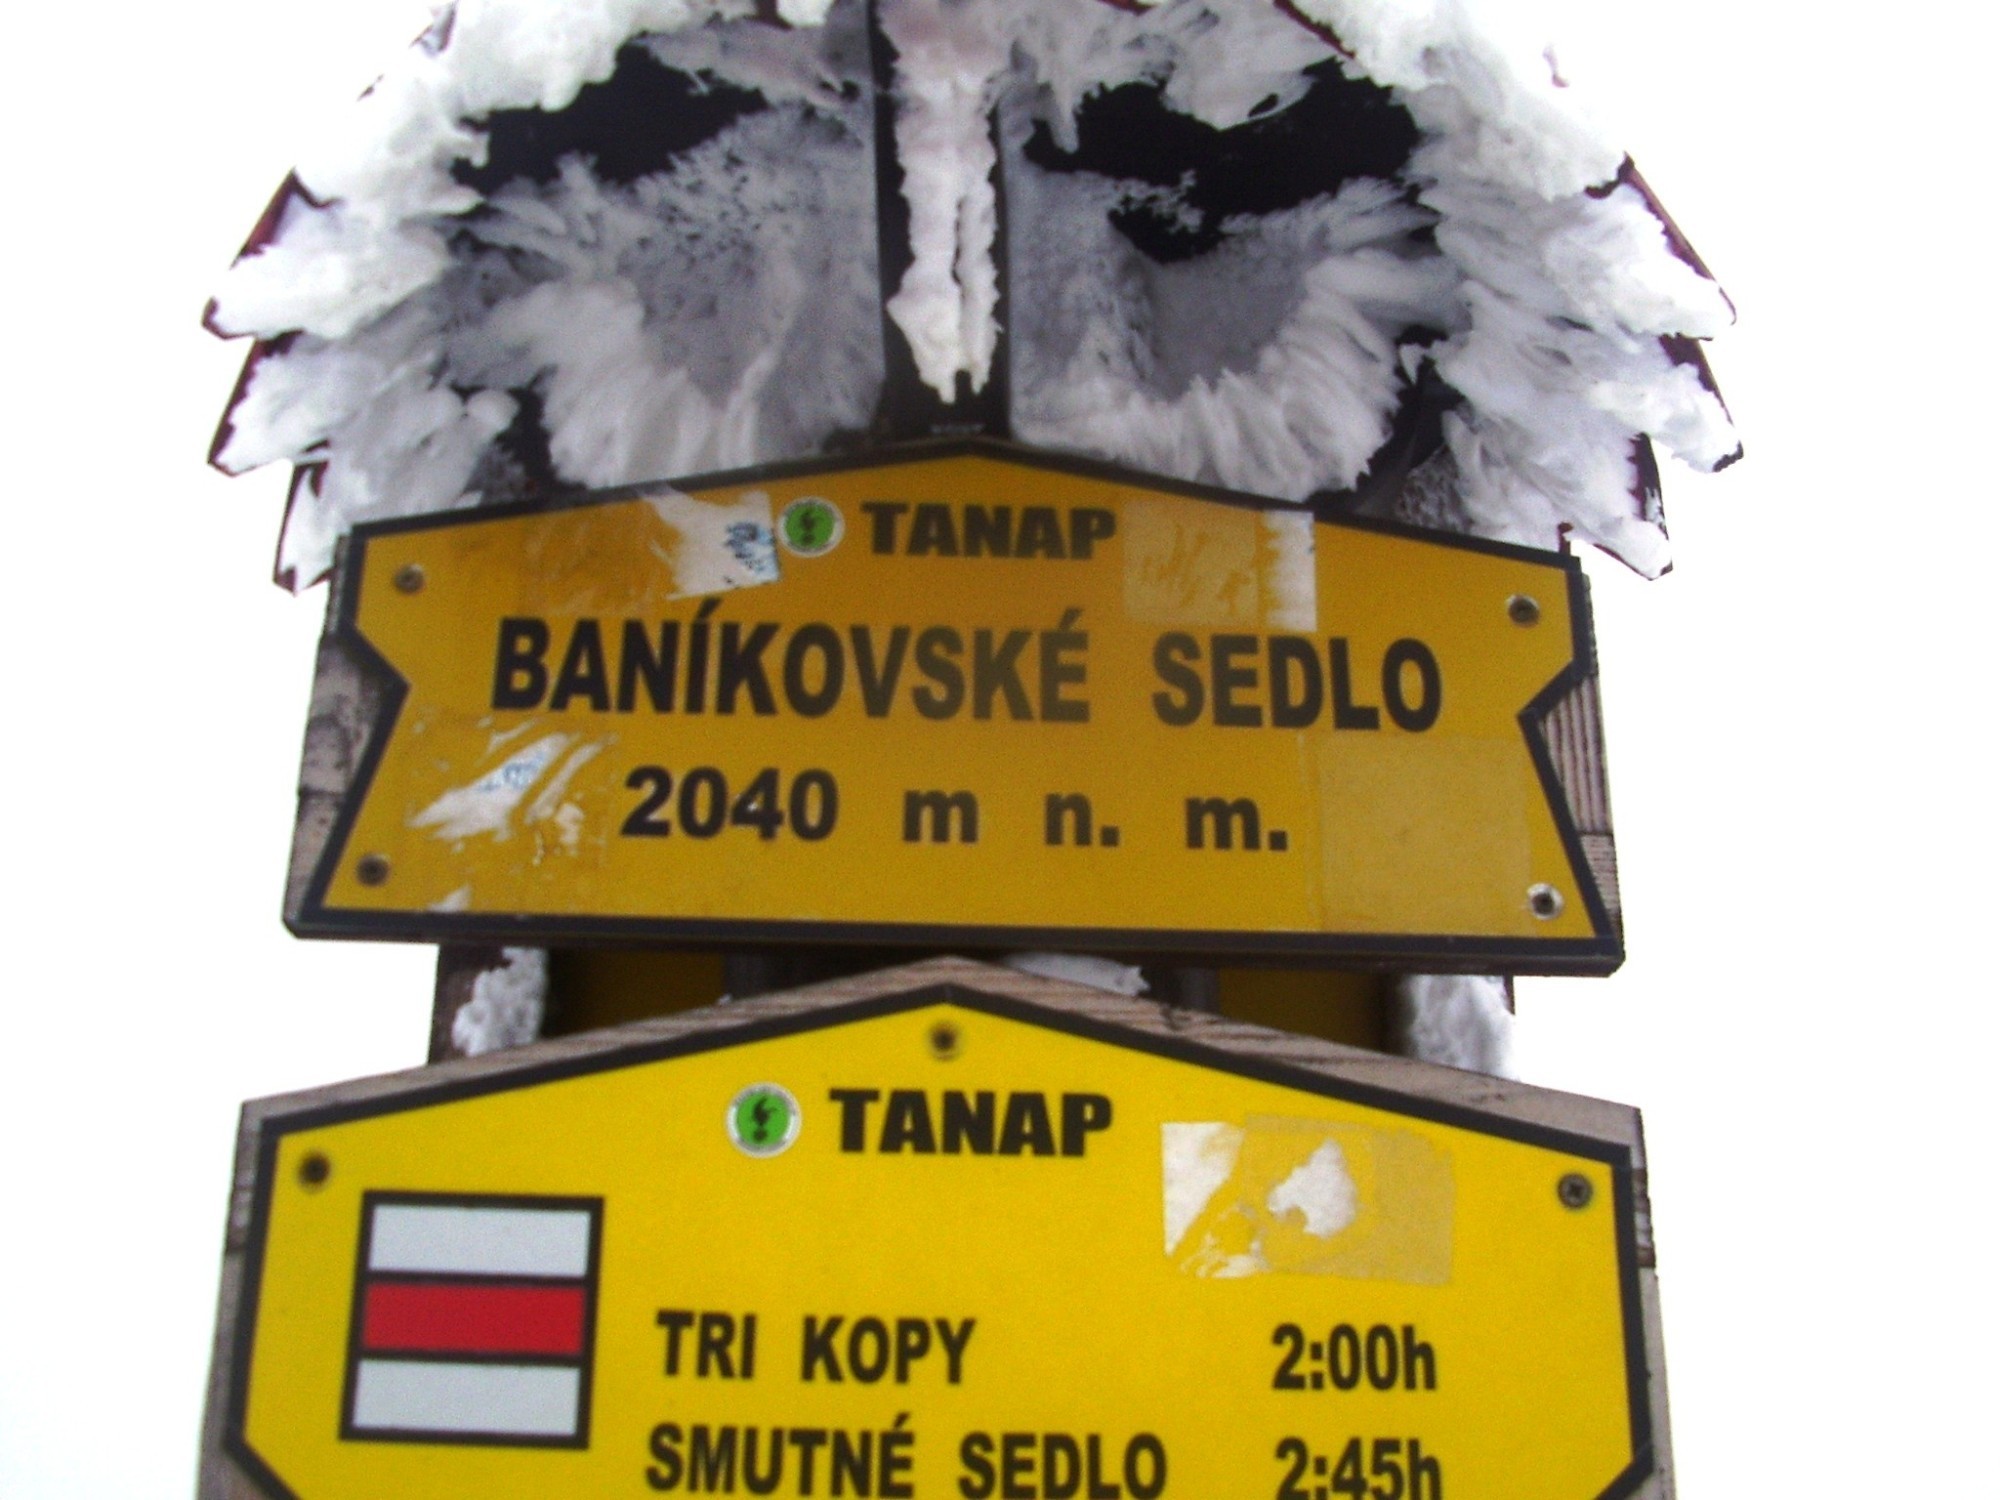 TANAP
BANÍKOVSKÉ SEDLO
2040 m n. m.
TANAP
TRI KOPY 2:00h
SMUTNÉ SEDLO 2:45h